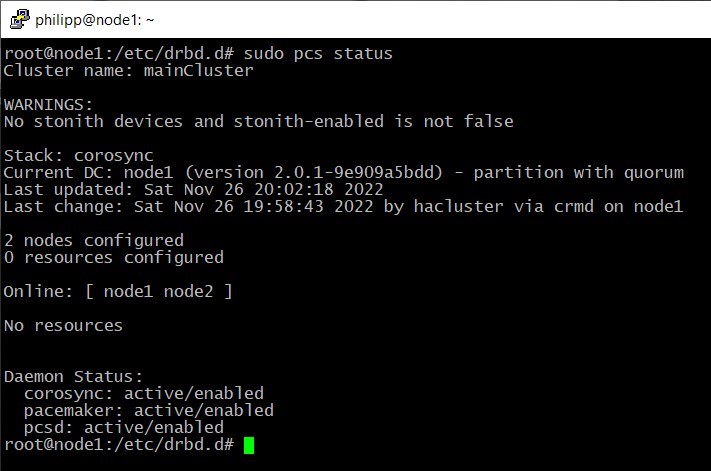 philipp@node1: ~
root@node1:/etc/drbd.d# sudo pcs status
Cluster name: mainCluster
WARNINGS:
No stonith devices and stonith-enabled is not false
Stack: corosync
Current DC: node1 (version 2.0.1-9e909a5bdd) - partition with quorum
Last updated: Sat Nov 26 20:02:18 2022
Last change: Sat Nov 26 19:58:43 2022 by hacluster via crmd on node1
2 nodes configured
0 resources configured
Online: [ node1 node2 ]
No resources
Daemon Status:
  corosync: active/enabled
  pacemaker: active/enabled
  pcsd: active/enabled
root@node1:/etc/drbd.d#